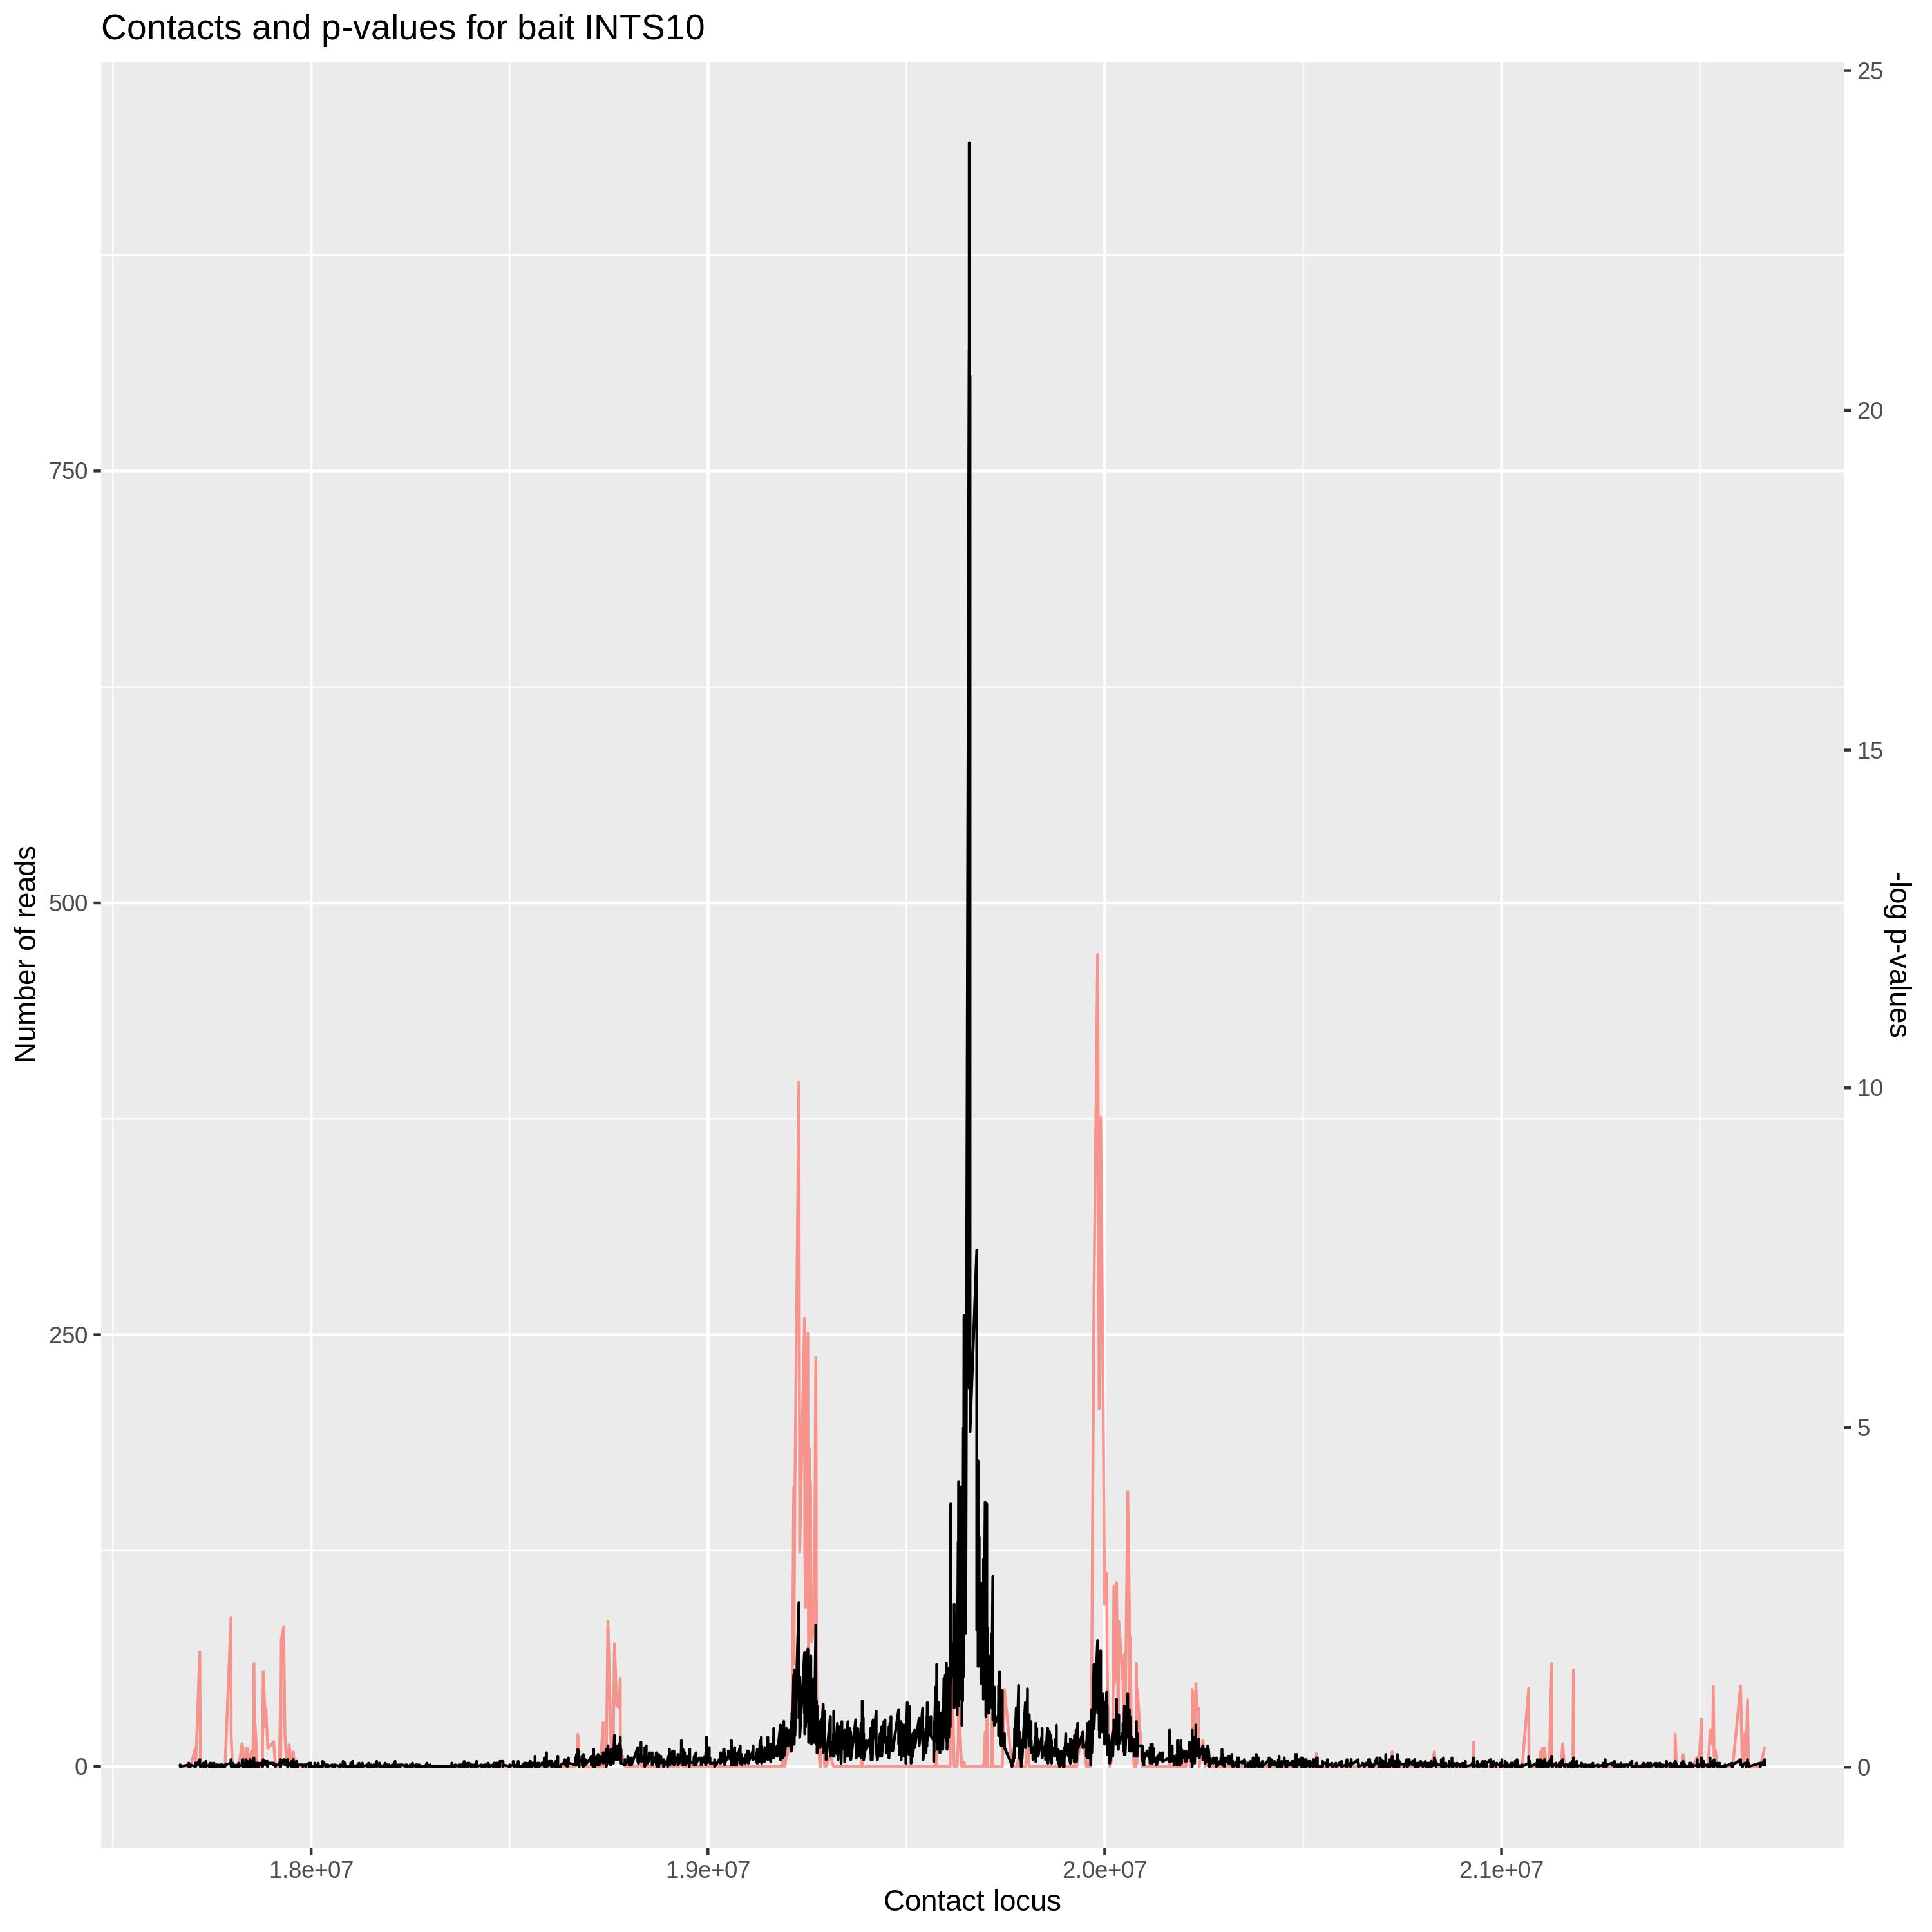 Contacts and p-values for bait INTS10
25
20
750
15
500
10
250
5
0
0
Number of reads
-log p-values
1.8e+07
1.9e+07
2.0e+07
2.1e+07
Contact locus